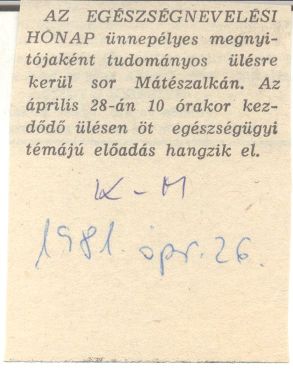 AZ EGÉSZSÉGNEVELÉSI
HÓNAP ünnepélyes megnyi-
tójaként tudományos ülésre
kerül sor Mátészalkán. Az
április 28-án 10 órakor kez-
dődő ülésen öt egészségügyi
témájú előadás hangzik el.
K-M
1981. ápr. 26.